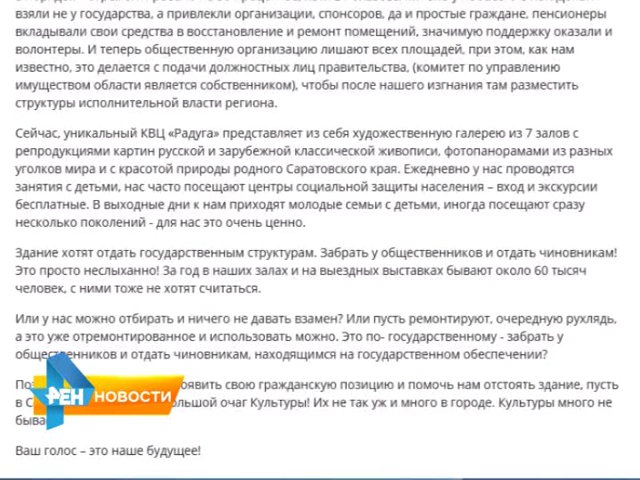 взяли не у государства, а привлекли организации, спонсоров, да и простые граждане, пенсионеры
вкладывали свои средства в восстановление и ремонт помещений, значимую поддержку оказали и
волонтеры. И теперь общественную организацию лишают всех площадей, при этом, как нам
известно, это делается с подачи должностных лиц правительства, (комитет по управлению
имуществом области является собственником), чтобы после нашего изгнания там разместить
структуры исполнительной власти региона.
Сейчас, уникальный КВЦ «Радуга» представляет из себя художественную галерею из 7 залов с
репродукциями картин русской и зарубежной классической живописи, фотопанорамами из разных
уголков мира и с красотой природы родного Саратовского края. Ежедневно у нас проводятся
занятия с детьми, нас часто посещают центры социальной защиты населения – вход и экскурсии
бесплатные. В выходные дни к нам приходят молодые семьи с детьми, иногда посещают сразу
несколько поколений - для нас это очень ценно.
Здание хотят отдать государственным структурам. Забрать у общественников и отдать чиновникам!
Это просто неслыханно! За год в наших залах и на выездных выставках бывают около 60 тысяч
человек, с ними тоже не хотят считаться.
Или у нас можно отбирать и ничего не давать взамен? Или пусть ремонтируют, очередную рухлядь,
а это уже отремонтированное и использовать можно. Это по- государственному - забрать у
общественников и отдать чиновникам, находящимся на государственном обеспечении?
свою гражданскую позицию и помочь нам отстоять здание, пусть
в очаг Культуры! Их не так уж и много в городе. Культуры много не
РЕН НОВОСТИ
Ваш голос – это наше будущее!